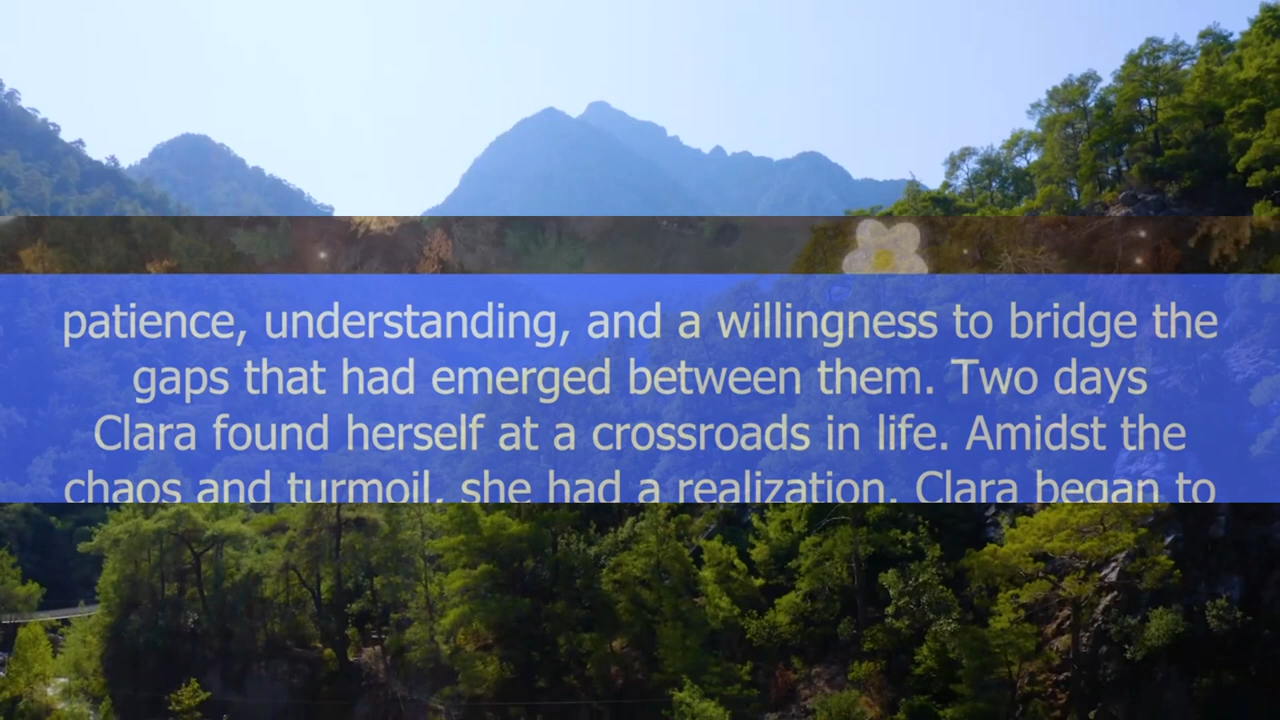 patience, understanding, and a willingness to bridge the
gaps that had emerged between them. Two days
Clara found herself at a crossroads in life. Amidst the
chaos and turmoil, she had a realization. Clara began to